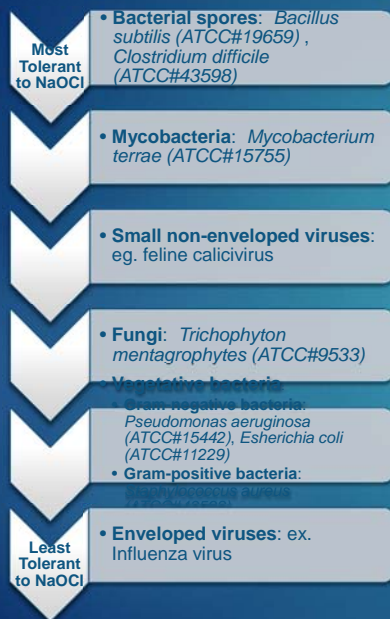 Most
Tolerant
to NaOCl
• Bacterial spores: Bacillus
subtilis (ATCC#19659) ,
Clostridium difficile
(ATCC#43598)
• Mycobacteria: Mycobacterium
terrae (ATCC#15755)
• Small non-enveloped viruses:
eg. feline calicivirus
• Fungi: Trichophyton
mentagrophytes (ATCC#9533)
• Vegetative bacteria
• Gram-negative bacteria:
Pseudomonas aeruginosa
(ATCC#15442), Esherichia coli
(ATCC#11229)
• Gram-positive bacteria:
Staphylococcus aureus
Least
Tolerant
to NaOCl
• Enveloped viruses: ex.
Influenza virus